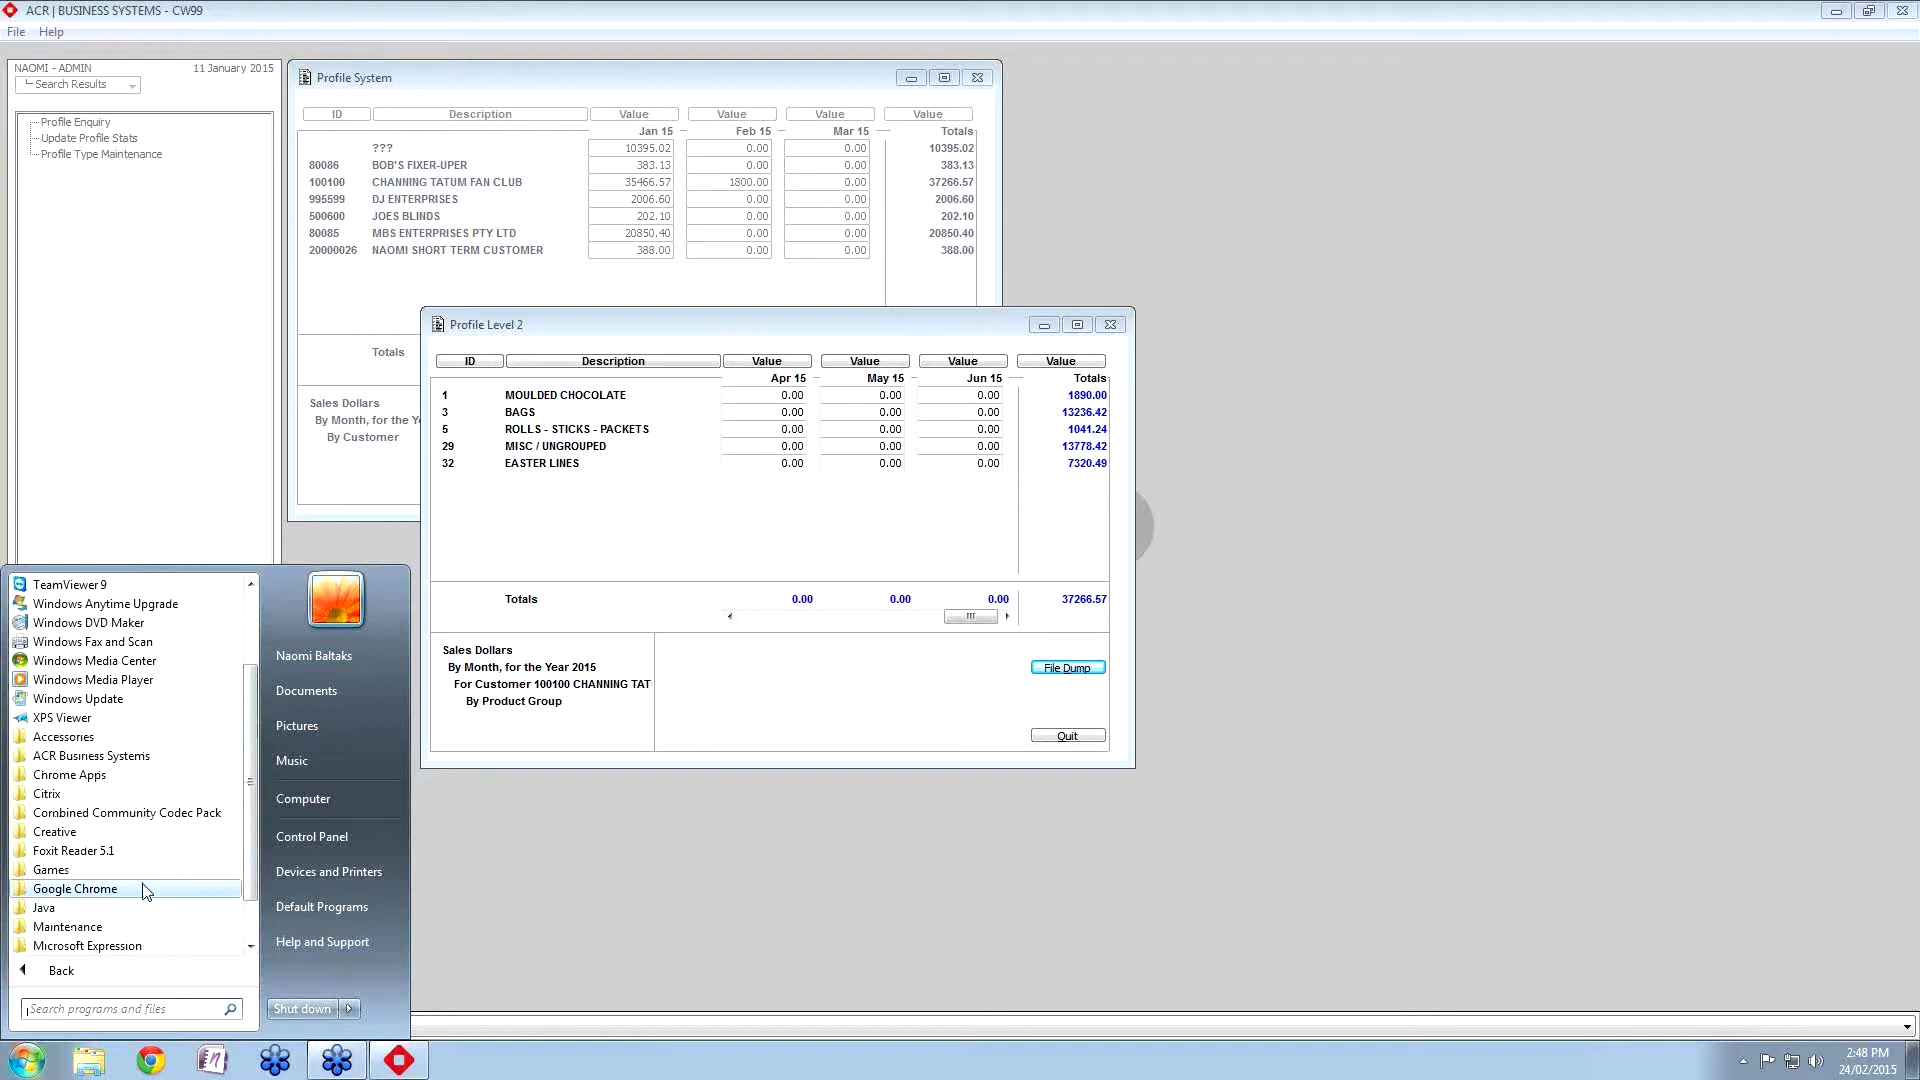 ACR | BUSINESS SYSTEMS - CW99
File Help
NAOMI - ADMIN 11 January 2015
Search Results
Profile Enquiry
Update Profile Stats
Profile Type Maintenance
Profile System
ID Description Value Value Value Value
Jan 15 Feb 15 Mar 15 Totals
??? 10395.02 0.00 0.00 10395.02
80086 BOB'S FIXER-UPER 383.13 0.00 0.00 383.13
100100 CHANNING TATUM FAN CLUB 35466.57 1800.00 0.00 37266.57
995599 DJ ENTERPRISES 2006.60 0.00 0.00 2006.60
500600 JOES BLINDS 202.10 0.00 0.00 202.10
80085 MBS ENTERPRISES PTY LTD 20850.40 0.00 0.00 20850.40
20000026 NAOMI SHORT TERM CUSTOMER 388.00 0.00 0.00 388.00
Totals
Sales Dollars
By Month, for the Ye
By Customer
Profile Level 2
ID Description Value Value Value Value
Apr 15 May 15 Jun 15 Totals
1 MOULDED CHOCOLATE 0.00 0.00 0.00 1890.00
3 BAGS 0.00 0.00 0.00 13236.42
5 ROLLS - STICKS - PACKETS 0.00 0.00 0.00 1041.24
29 MISC / UNGROUPED 0.00 0.00 0.00 13778.42
32 EASTER LINES 0.00 0.00 0.00 7320.49
Totals 0.00 0.00 0.00 37266.57
Sales Dollars
By Month, for the Year 2015
For Customer 100100 CHANNING TAT
By Product Group
File Dump
Quit
TeamViewer 9
Windows Anytime Upgrade
Windows DVD Maker
Windows Fax and Scan
Windows Media Center
Windows Media Player
Windows Update
XPS Viewer
Accessories
ACR Business Systems
Chrome Apps
Citrix
Combined Community Codec Pack
Creative
Foxit Reader 5.1
Games
Google Chrome
Java
Maintenance
Microsoft Expression
Back
Search programs and files
Naomi Baltaks
Documents
Pictures
Music
Computer
Control Panel
Devices and Printers
Default Programs
Help and Support
Shut down
2:48 PM
24/02/2015